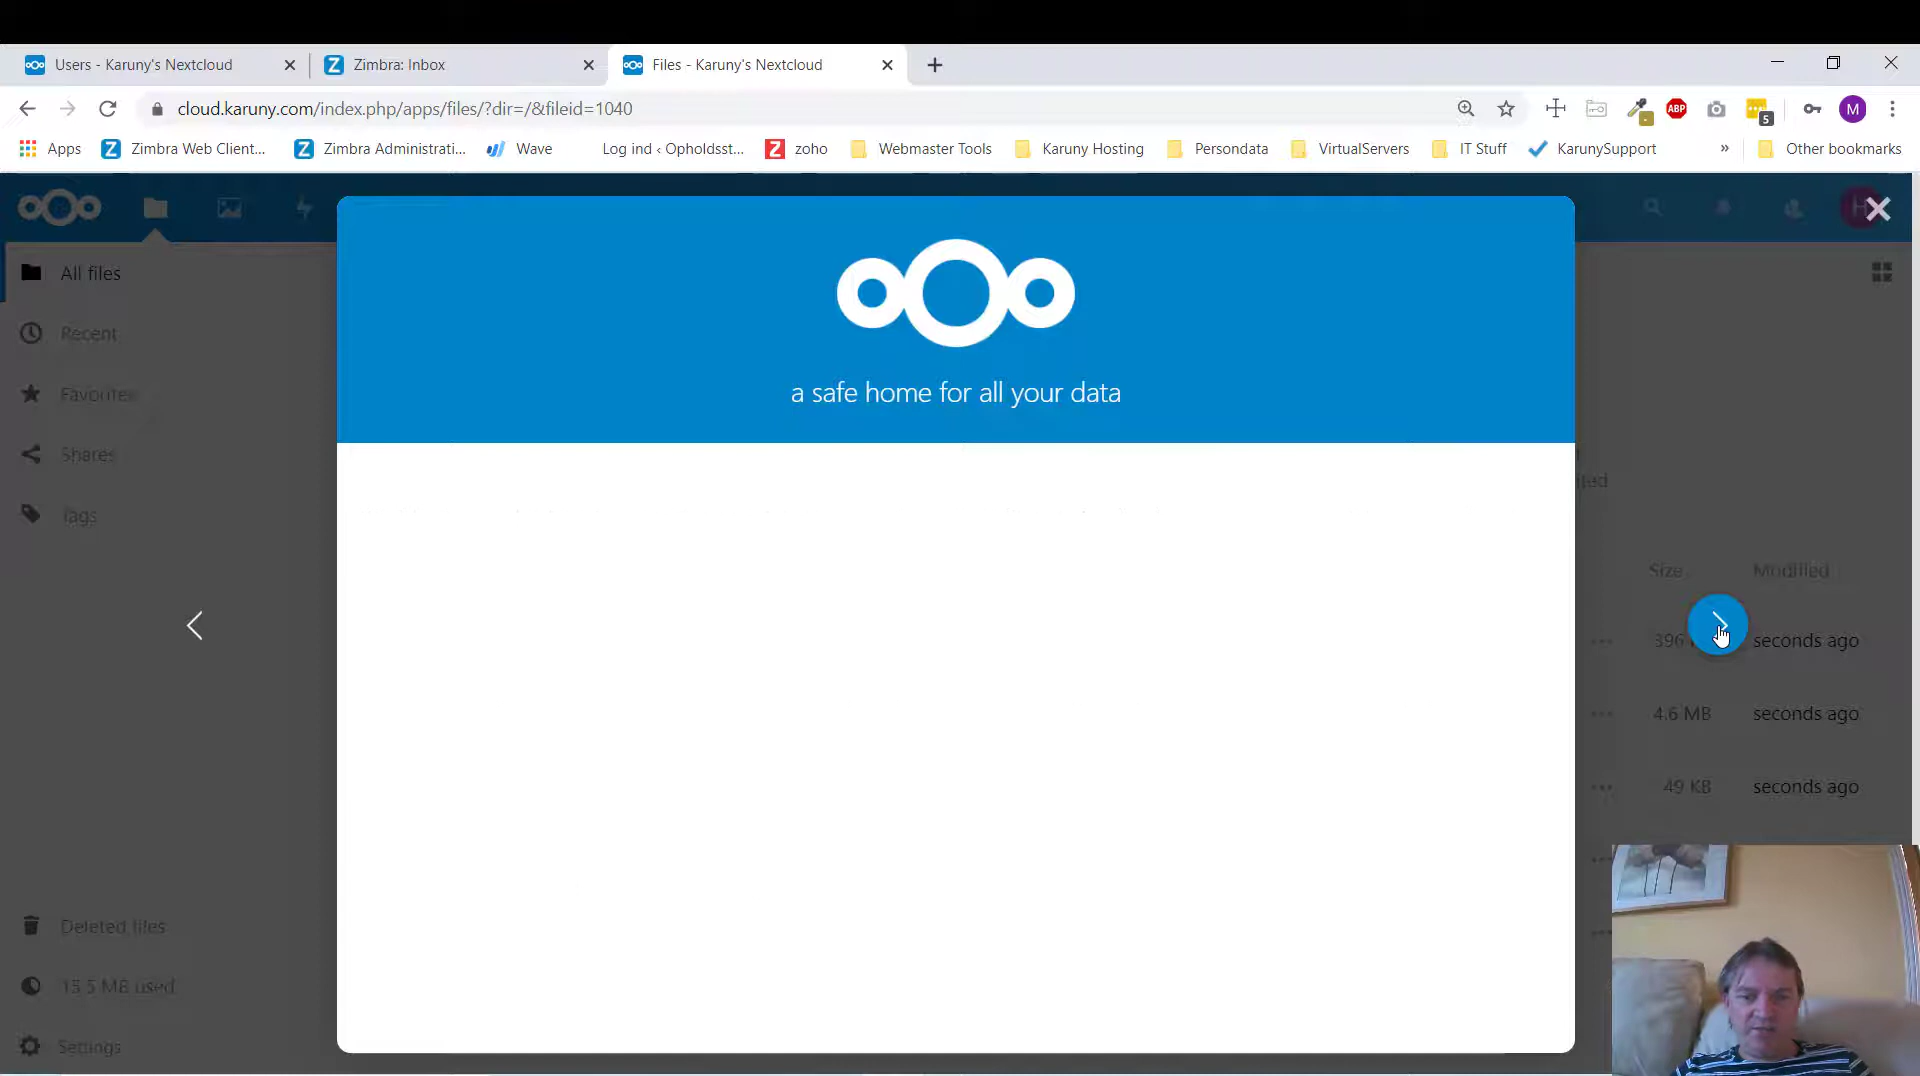 Users - Karuny's Nextcloud
Zimbra: Inbox
Files - Karuny's Nextcloud
cloud.karuny.com/index.php/apps/files/?dir=/&fileid=1040
ABP
5
M
Apps
Zimbra Web Client...
Zimbra Administrati...
Wave
Log ind ‹ Opholdsst...
zoho
Webmaster Tools
Karuny Hosting
Persondata
VirtualServers
IT Stuff
KarunySupport
»
Other bookmarks
H
All files
Recent
Favorites
Shares
Tags
Deleted files
15.5 MB used
Settings
a safe home for all your data
Size
Modified
396
seconds ago
4.6 MB
seconds ago
49 KB
seconds ago